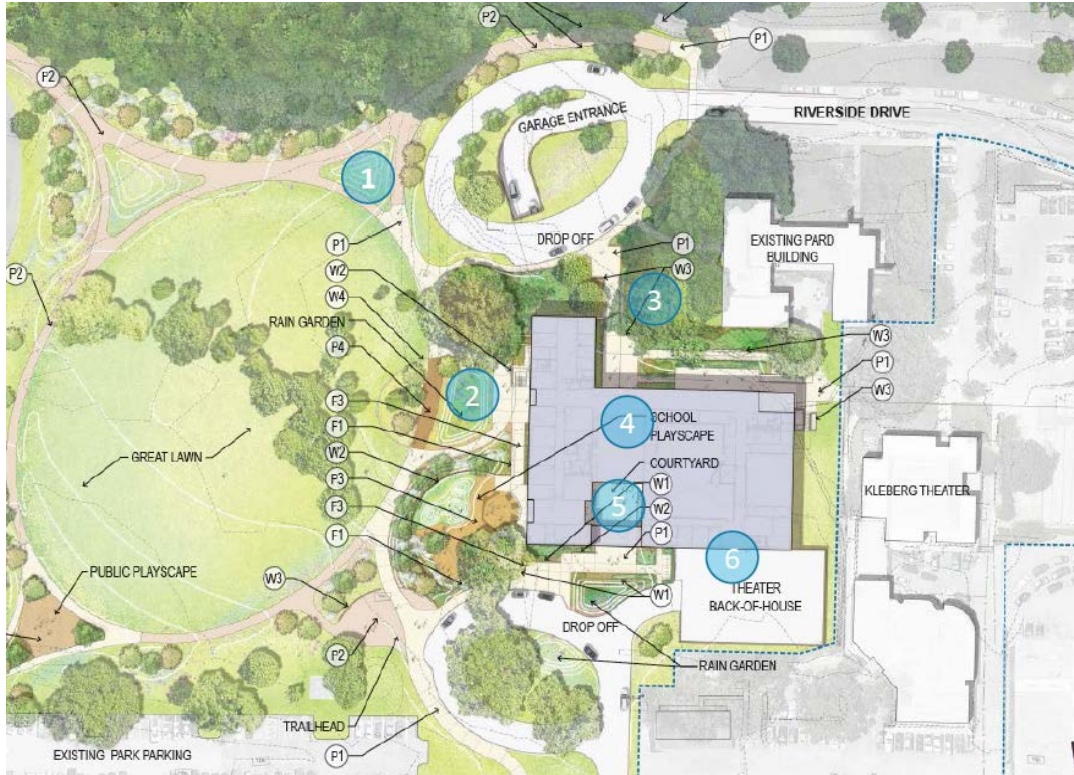 P2
P1
P2
GARAGE ENTRANCE
RIVERSIDE DRIVE
1
DROP OFF
P1
EXISTING PARD
BUILDING
P1
W2
P2
W3
3
W4
RAIN GARDEN
P4
W3
P1
W3
2
F3
F1
4
SCHOOL
PLAYSCAPE
W2
GREAT LAWN
COURTYARD
P3
W1
KLEBERG THEATER
F3
5
W2
F1
P1
6
PUBLIC PLAYSCAPE
W3
THEATER
BACK-OF-HOUSE
W1
DROP OFF
P2
RAIN GARDEN
TRAILHEAD
EXISTING PARK PARKING
P1